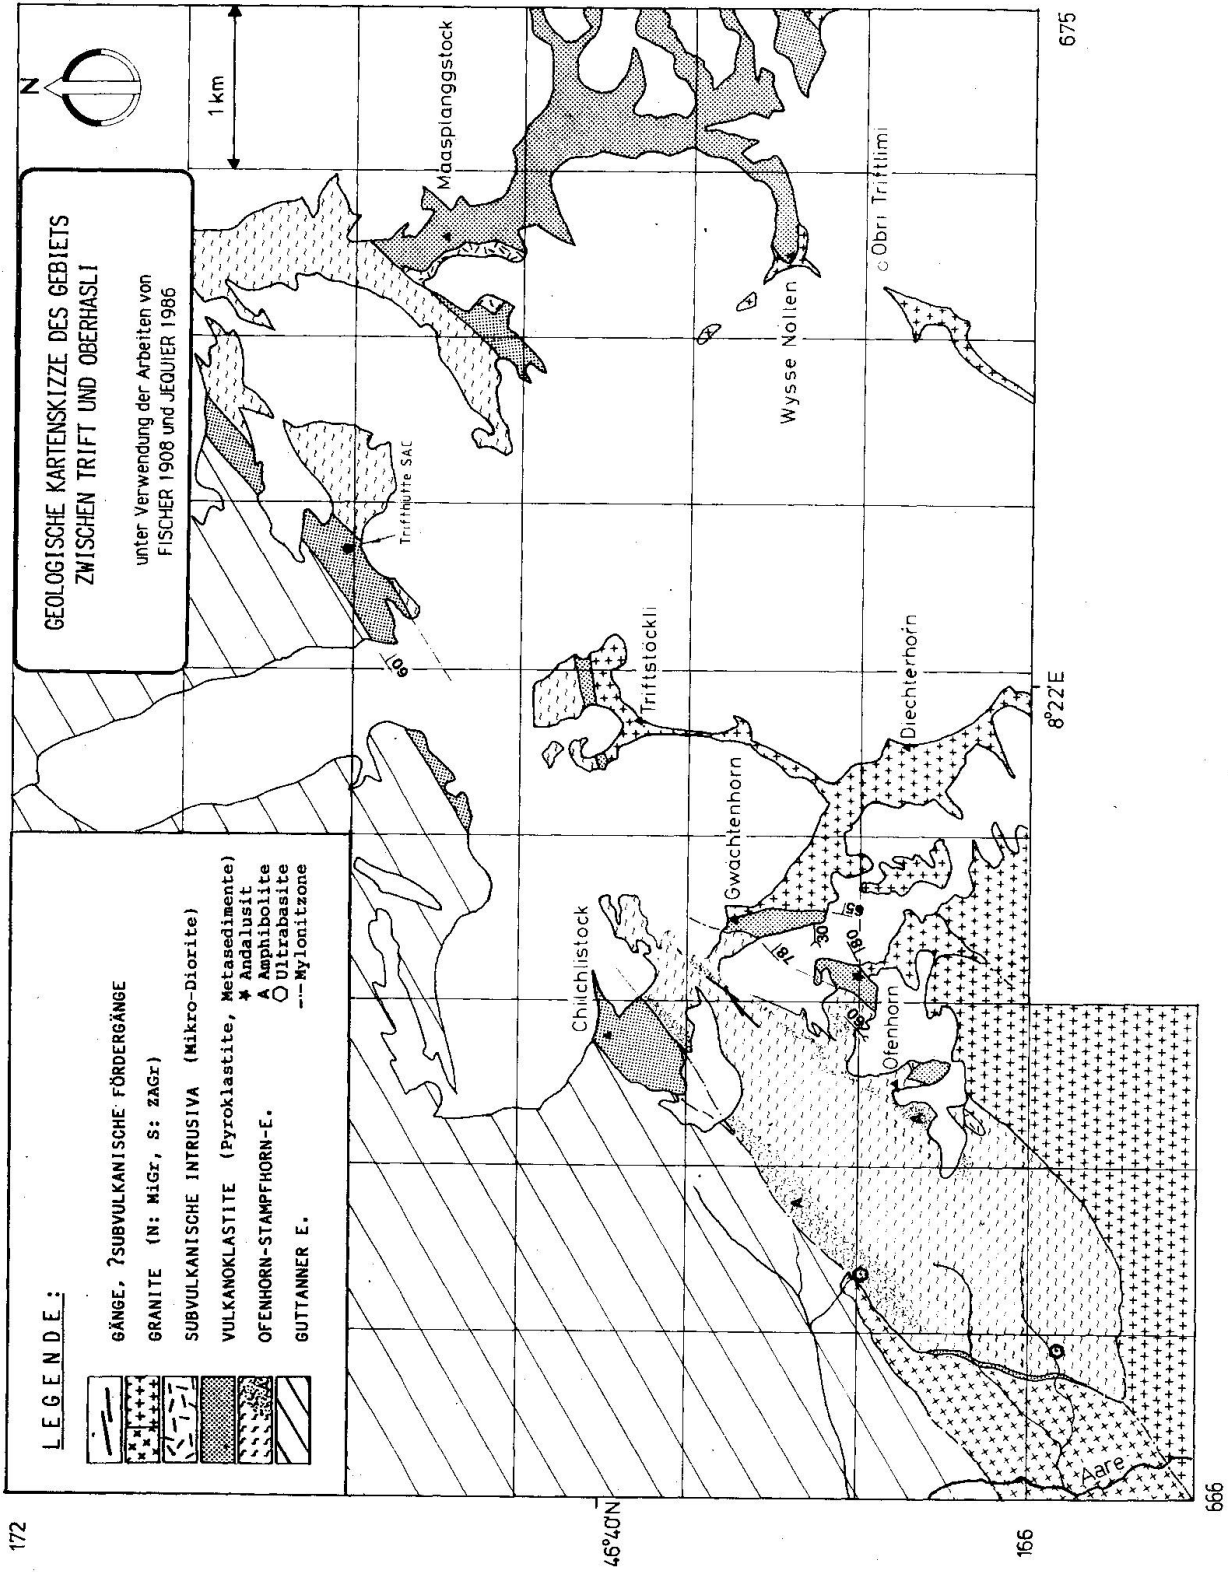 GEOLOGISCHE KARTENSKIZZE DES GEBIETS
ZWISCHEN TRIFT UND OBERHASLI
unter Verwendung der Arbeiten von
FISCHER 1908 und JEQUIER 1986
N
1 km
LEGENDE:
GÄNGE, ?SUBVULKANISCHE FÖRDERGÄNGE
GRANITE (N: MiGr, S: ZAGr)
SUBVULKANISCHE INTRUSIVA (Mikro-Diorite)
VULKANOKLASTITE (Pyroklastite, Metasedimente)
★ Andalusit
A Amphibolite
○ Ultrabasite
-·- Mylonitzone
OFENHORN-STAMPFHORN-E.
GUTTANNER E.
172
46°40'N
166
666
8°22'E
675
Maasplanggstock
Trifthütte SAC
Wysse Nollen
Obri Triftlimi
Triftstöckli
Diechterhorn
Gwächtenhorn
Chilchlistock
Ofenhorn
Aare
60
78
30
65
80
60
A
A